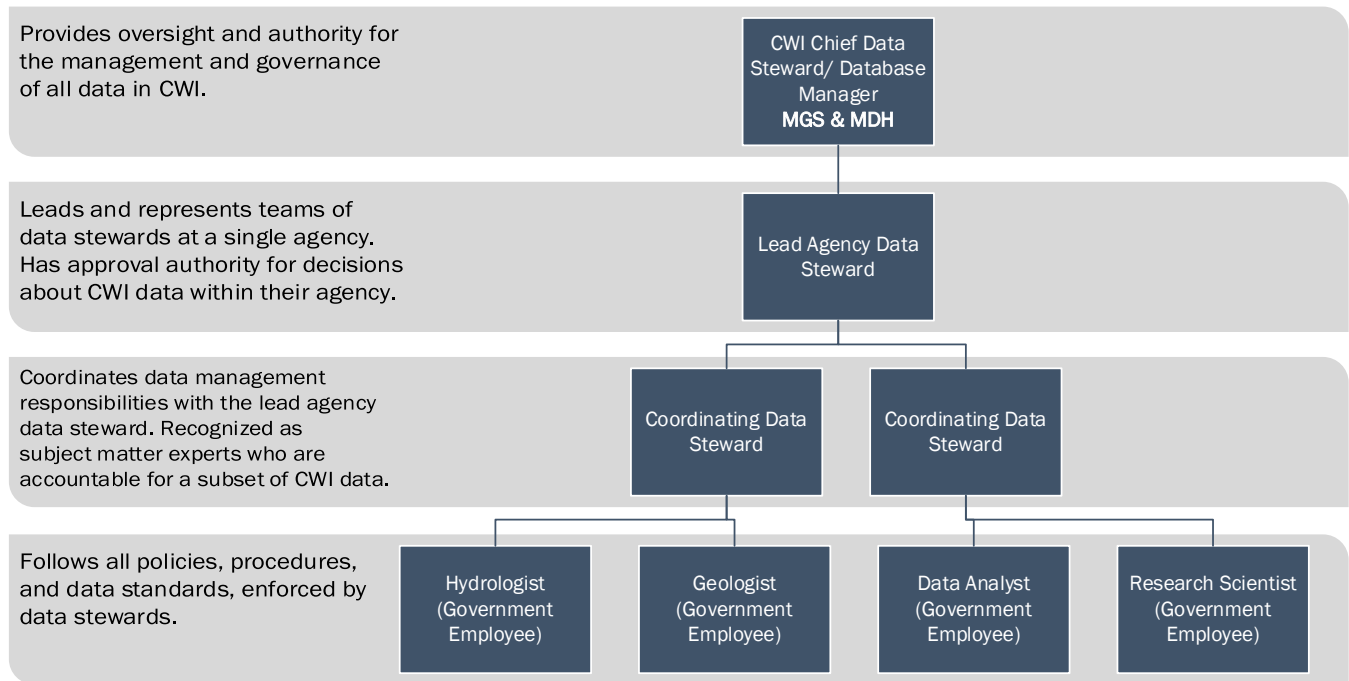 Provides oversight and authority for
the management and governance
of all data in CWI.
CWI Chief Data
Steward/ Database
Manager
MGS & MDH
Leads and represents teams of
data stewards at a single agency.
Has approval authority for decisions
about CWI data within their agency.
Lead Agency Data
Steward
Coordinates data management
responsibilities with the lead agency
data steward. Recognized as
subject matter experts who are
accountable for a subset of CWI data.
Coordinating Data
Steward
Coordinating Data
Steward
Follows all policies, procedures,
and data standards, enforced by
data stewards.
Hydrologist
(Government
Employee)
Geologist
(Government
Employee)
Data Analyst
(Government
Employee)
Research Scientist
(Government
Employee)